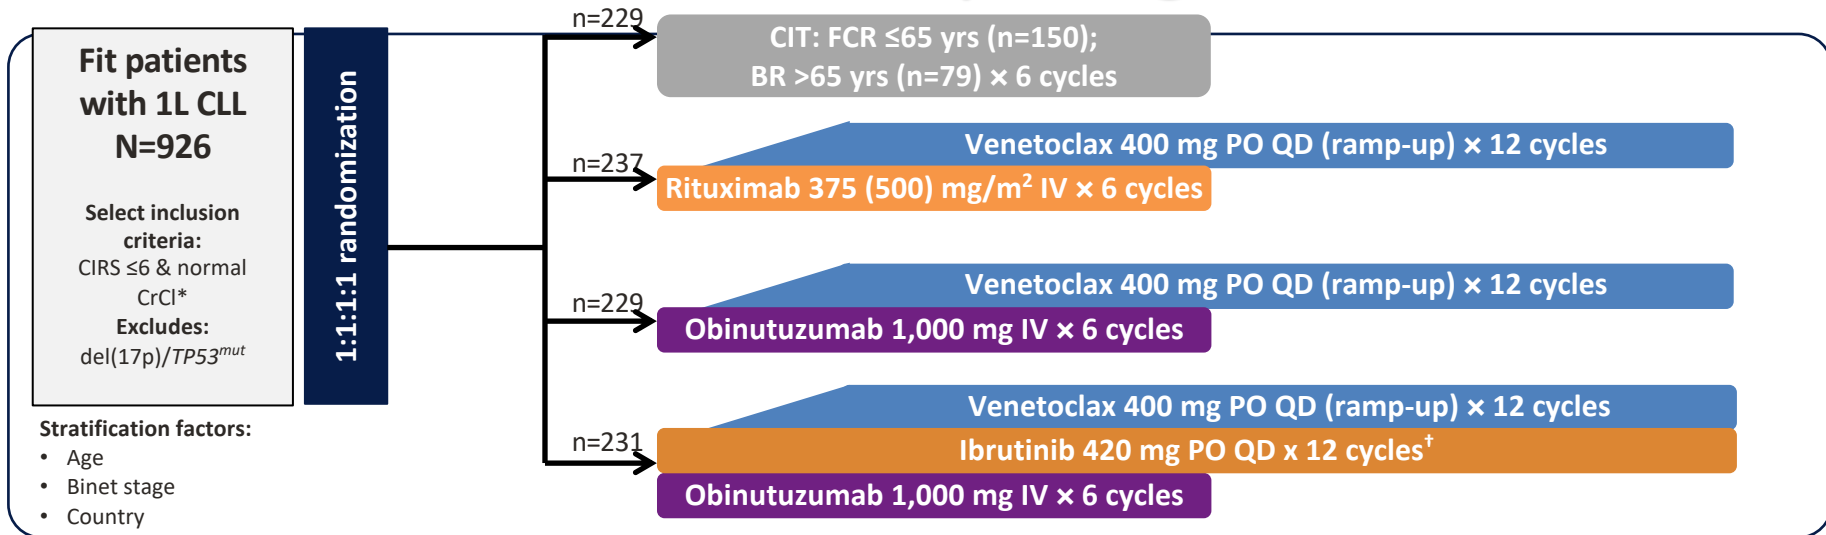 Fit patients
with 1L CLL
N=926
Select inclusion
criteria:
CIRS ≤6 & normal
CrCl*
Excludes:
del(17p)/TP53^mut
Stratification factors:
• Age
• Binet stage
• Country
1:1:1:1 randomization
n=229
CIT: FCR ≤65 yrs (n=150);
BR >65 yrs (n=79) × 6 cycles
n=237
Venetoclax 400 mg PO QD (ramp-up) × 12 cycles
Rituximab 375 (500) mg/m² IV × 6 cycles
n=229
Venetoclax 400 mg PO QD (ramp-up) × 12 cycles
Obinutuzumab 1,000 mg IV × 6 cycles
n=231
Venetoclax 400 mg PO QD (ramp-up) × 12 cycles
Ibrutinib 420 mg PO QD x 12 cycles†
Obinutuzumab 1,000 mg IV × 6 cycles